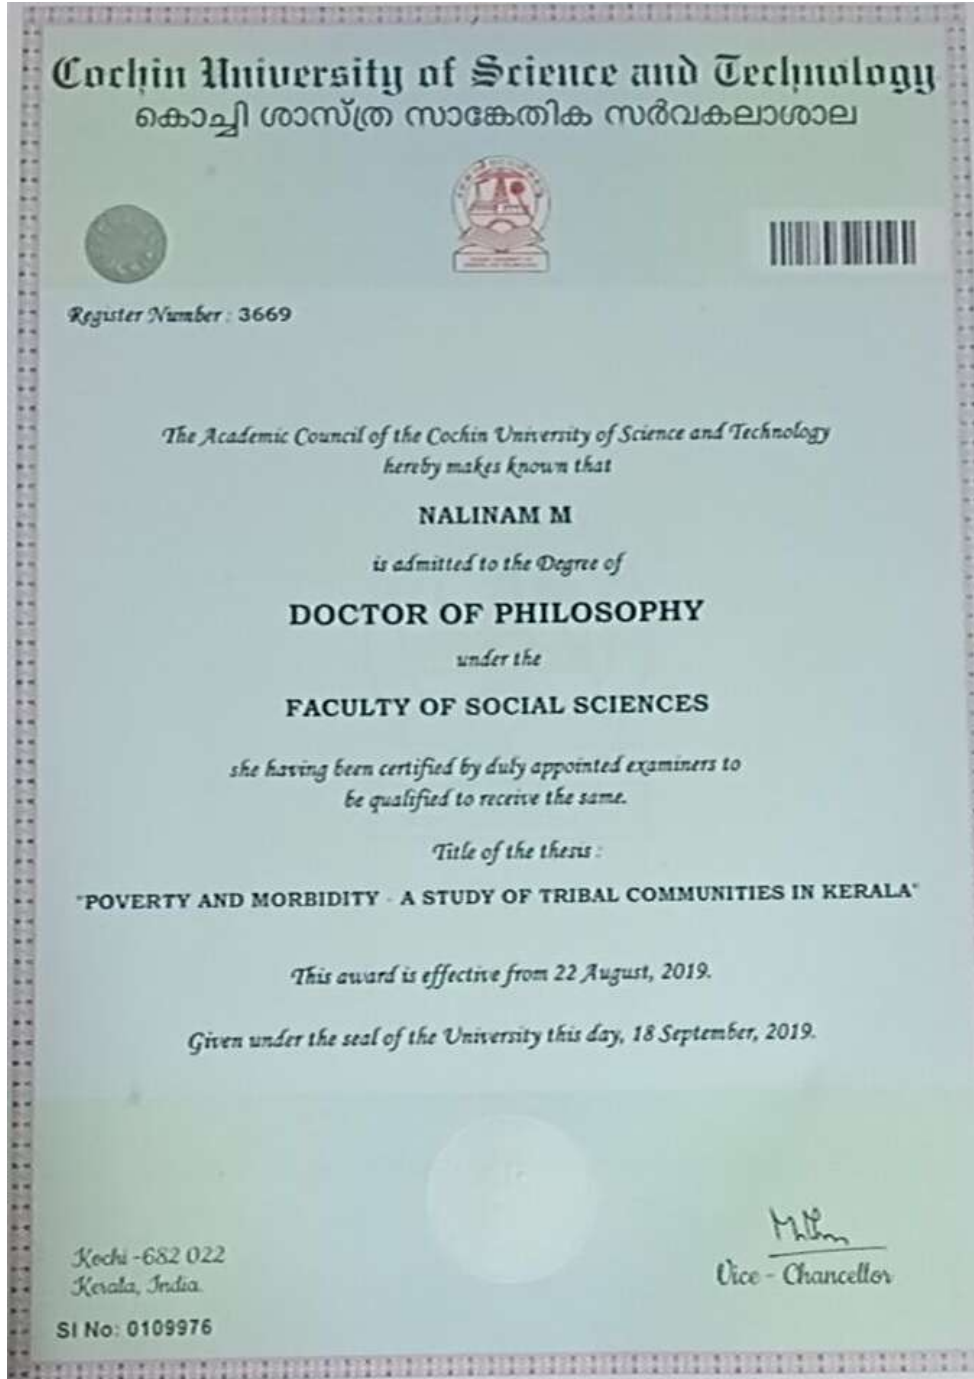 Cochin University of Science and Technology
കൊച്ചി ശാസ്ത്ര സാങ്കേതിക സർവകലാശാല
Register Number : 3669
The Academic Council of the Cochin University of Science and Technology
hereby makes known that
NALINAM M
is admitted to the Degree of
DOCTOR OF PHILOSOPHY
under the
FACULTY OF SOCIAL SCIENCES
she having been certified by duly appointed examiners to
be qualified to receive the same.
Title of the thesis :
"POVERTY AND MORBIDITY - A STUDY OF TRIBAL COMMUNITIES IN KERALA"
This award is effective from 22 August, 2019.
Given under the seal of the University this day, 18 September, 2019.
Kochi -682 022
Kerala, India.
Vice - Chancellor
SI No: 0109976